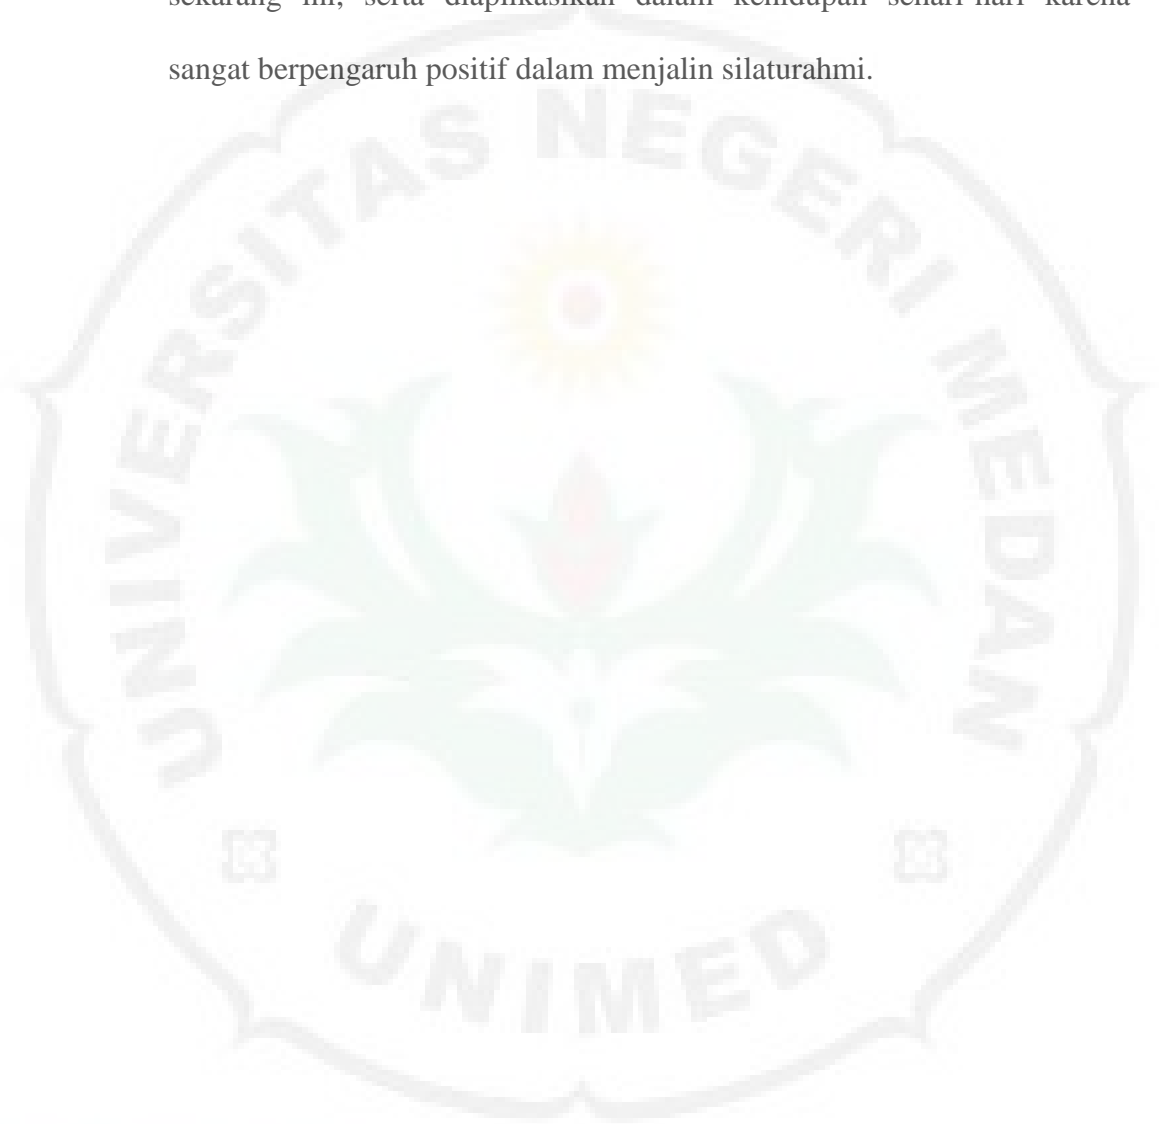 sekarang ini, serta diaplikasikan dalam kehidupan sehari-hari karena
sangat berpengaruh positif dalam menjalin silaturahmi.
UNIVERSITAS NEGERI MEDAN
UNIMED